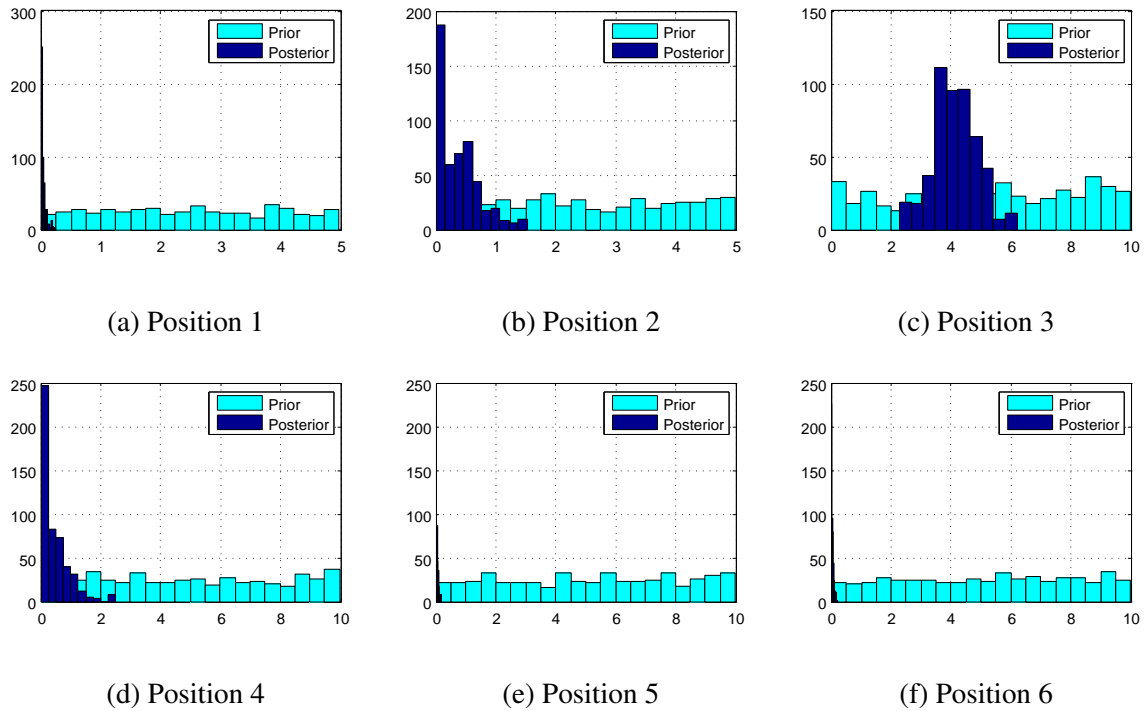 300
200
100
0
0 1 2 3 4 5
Prior
Posterior
(a) Position 1
200
150
100
50
0
0 1 2 3 4 5
Prior
Posterior
(b) Position 2
150
100
50
0
0 2 4 6 8 10
Prior
Posterior
(c) Position 3
250
200
150
100
50
0
0 2 4 6 8 10
Prior
Posterior
(d) Position 4
250
200
150
100
50
0
0 2 4 6 8 10
Prior
Posterior
(e) Position 5
250
200
150
100
50
0
0 2 4 6 8 10
Prior
Posterior
(f) Position 6